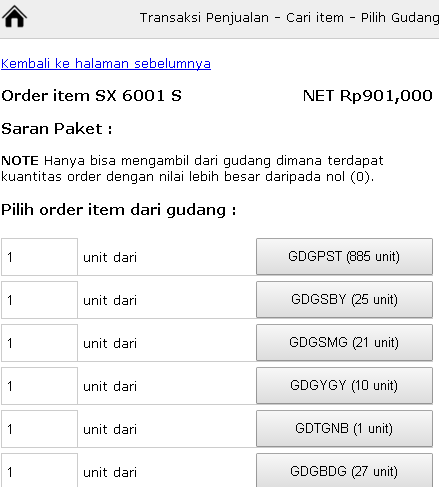 Transaksi Penjualan - Cari item - Pilih Gudang
Kembali ke halaman sebelumnya
Order item SX 6001 S NET Rp901,000
Saran Paket :
NOTE Hanya bisa mengambil dari gudang dimana terdapat
kuantitas order dengan nilai lebih besar daripada nol (0).
Pilih order item dari gudang :
1 unit dari GDGPST (885 unit)
1 unit dari GDGSBY (25 unit)
1 unit dari GDGSMG (21 unit)
1 unit dari GDGYGY (10 unit)
1 unit dari GDTGNB (1 unit)
1 unit dari GDGBDG (27 unit)